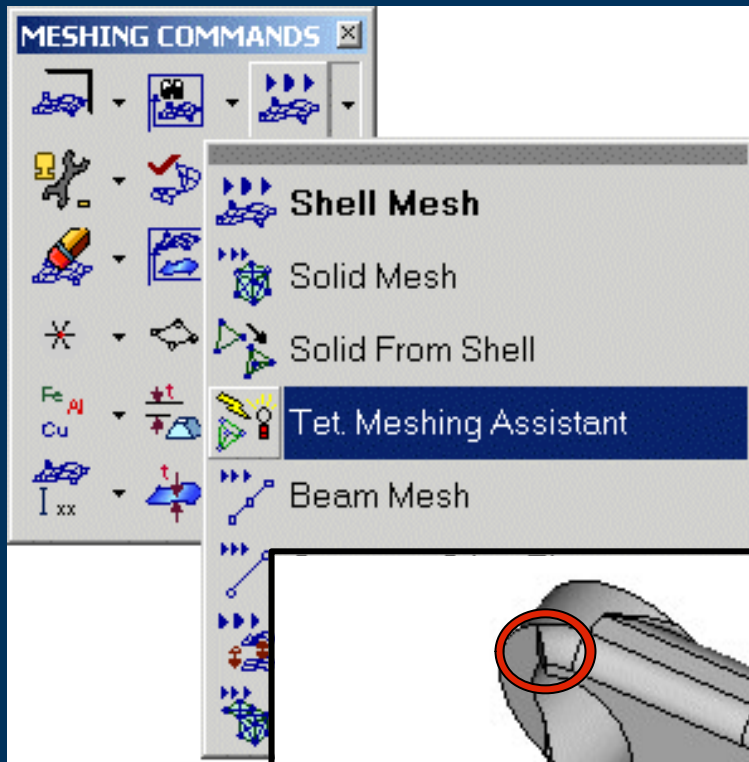 MESHING COMMANDS
Shell Mesh
Solid Mesh
Solid From Shell
Tet. Meshing Assistant
Fe Al
Cu
t
Beam Mesh
I xx
t